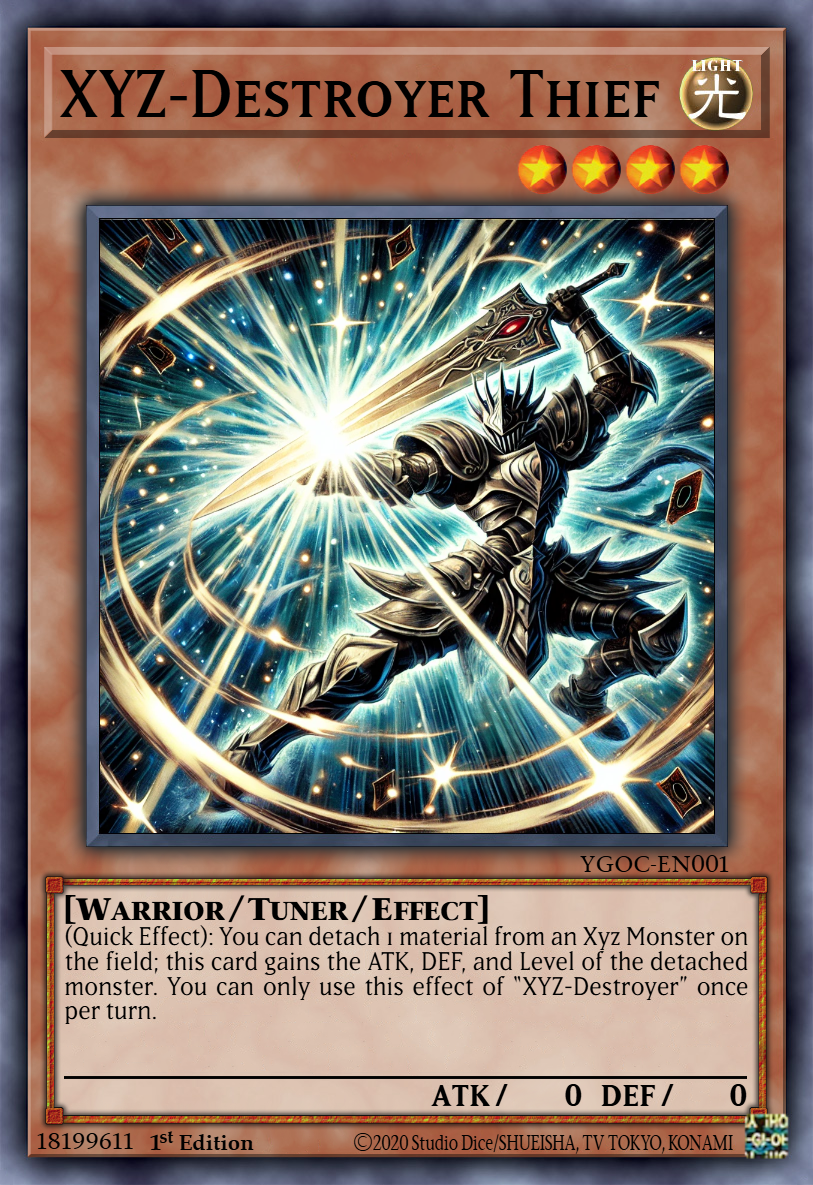 XYZ-Destroyer Thief
LIGHT
光
YGOC-EN001
[Warrior/Tuner/Effect]
(Quick Effect): You can detach 1 material from an Xyz Monster on
the field; this card gains the ATK, DEF, and Level of the detached
monster. You can only use this effect of “XYZ-Destroyer” once
per turn.
ATK/ 0 DEF/ 0
18199611 1st Edition ©2020 Studio Dice/SHUEISHA, TV TOKYO, KONAMI